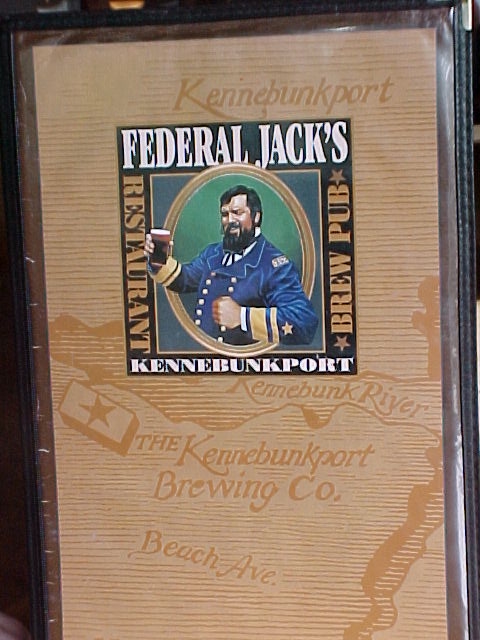 Kennebunkport
FEDERAL JACK'S
RESTAURANT
BREW PUB
KENNEBUNKPORT
Kennebunk River
THE Kennebunkport
Brewing Co.
Beach Ave.